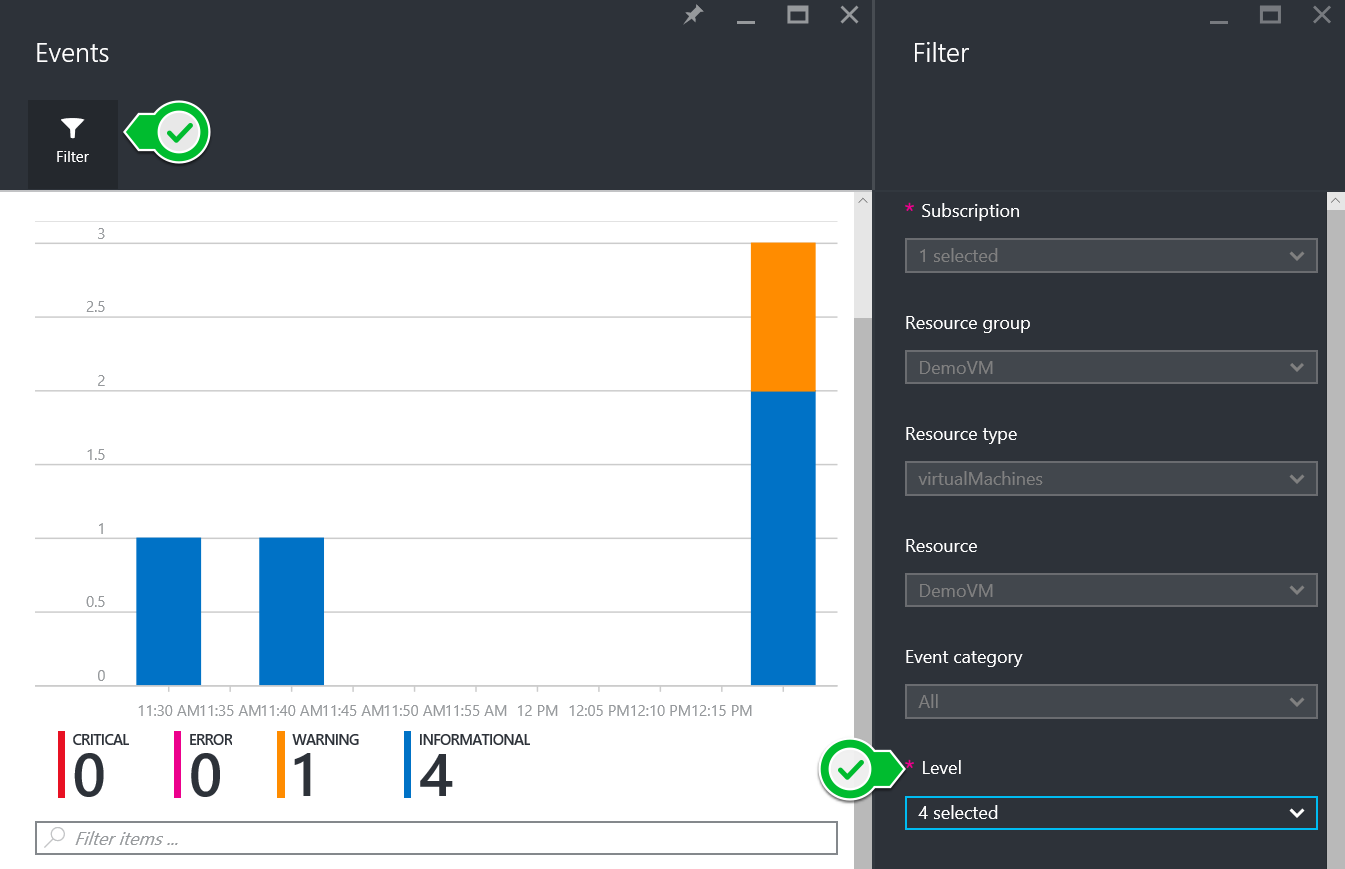 Events
Filter
3
2.5
2
1.5
1
0.5
0
11:30 AM 11:35 AM 11:40 AM 11:45 AM 11:50 AM 11:55 AM 12 PM 12:05 PM 12:10 PM 12:15 PM
CRITICAL ERROR WARNING INFORMATIONAL
0 0 1 4
Filter items ...
Filter
* Subscription
1 selected
Resource group
DemoVM
Resource type
virtualMachines
Resource
DemoVM
Event category
All
* Level
4 selected